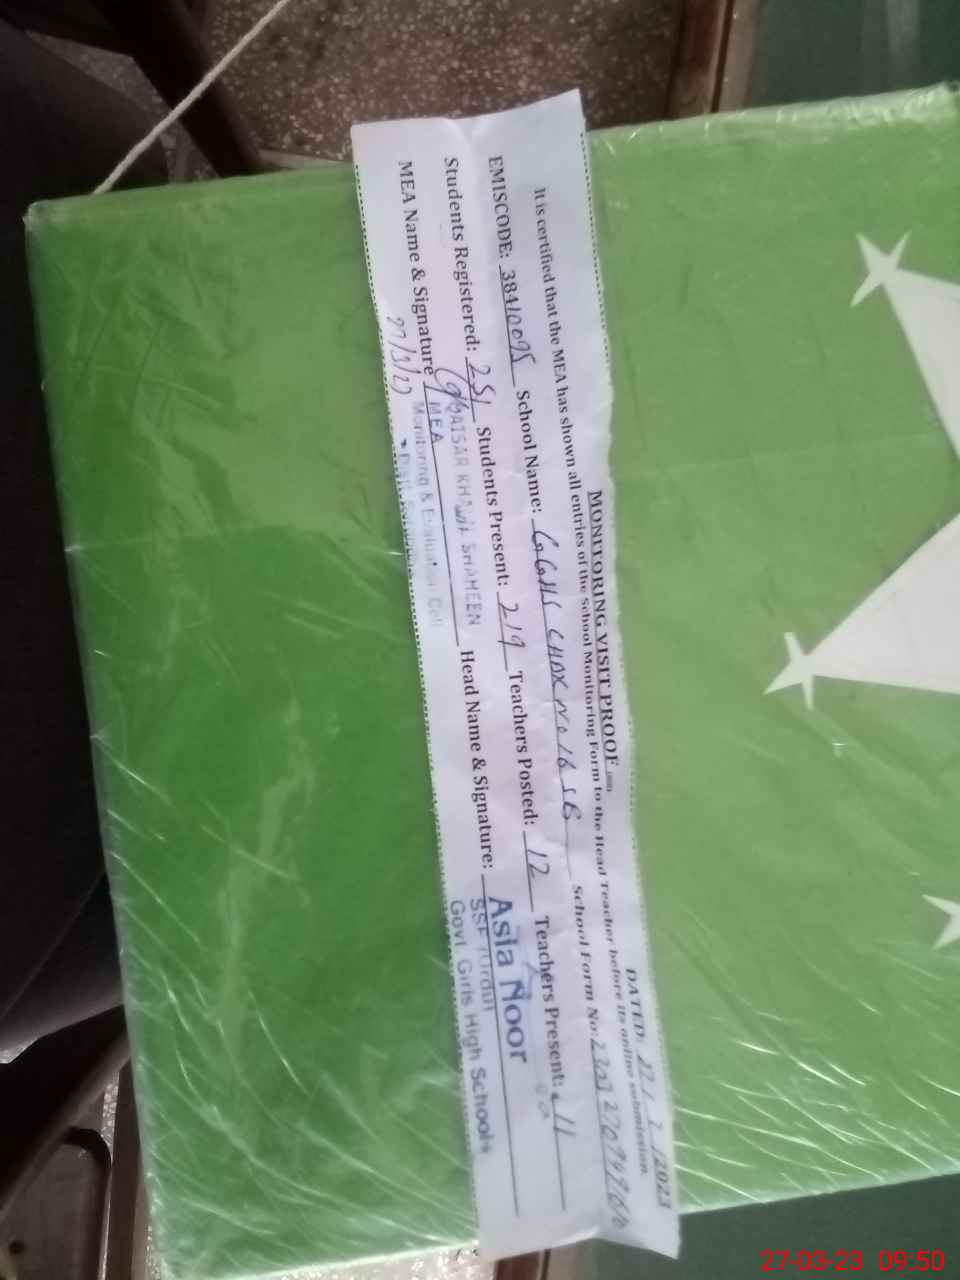 MONITORING VISIT PROOF
DATED: 27/3/2023
It is certified that the MEA has shown all entries of the School Monitoring Form to the Head Teacher before its online submission.
EMISCODE: 38410095 School Name: GGHS CHAK No 16 SB School Form No:
Students Registered: 251 Students Present: 219 Teachers Posted: 12 Teachers Present: 11
MEA Name & Signature Head Name & Signature: Asia Noor
QAISAR SHAHEEN
MEA
Monitoring & Evaluation Cell
27/3/23
SSE (Urdu)
Govt. Girls High School
27-03-23 09:50